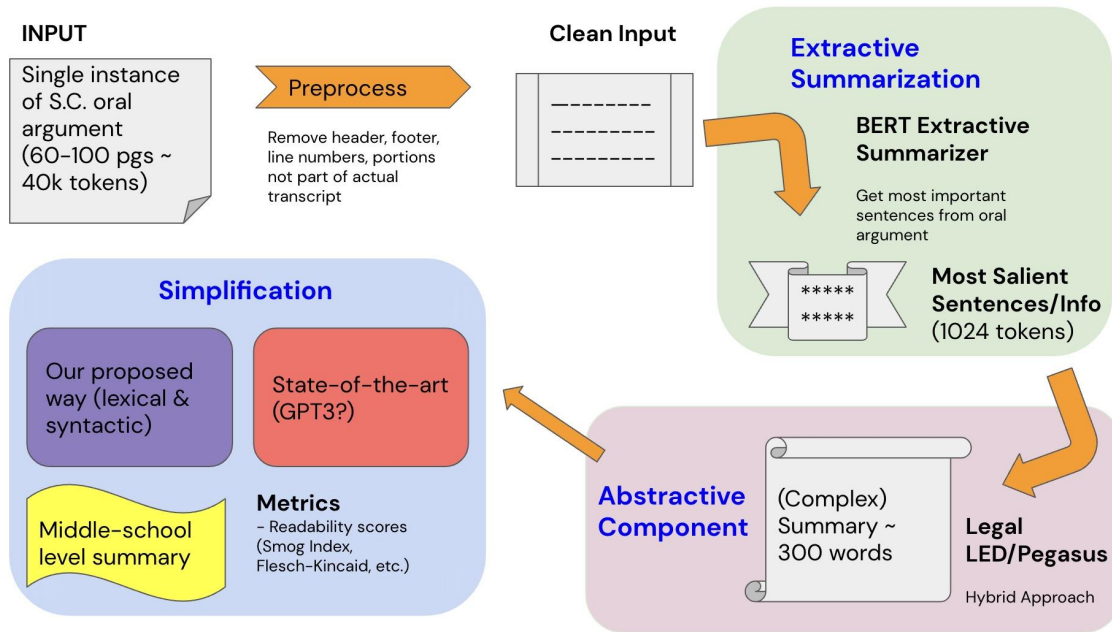 INPUT
Single instance
of S.C. oral
argument
(60-100 pgs ~
40k tokens)
Preprocess
Remove header, footer,
line numbers, portions
not part of actual
transcript
Clean Input
Extractive
Summarization
BERT Extractive
Summarizer
Get most important
sentences from oral
argument
*****
*****
Most Salient
Sentences/Info
(1024 tokens)
Abstractive
Component
(Complex)
Summary ~
300 words
Legal
LED/Pegasus
Hybrid Approach
Simplification
Our proposed
way (lexical &
syntactic)
State-of-the-art
(GPT3?)
Middle-school
level summary
Metrics
- Readability scores
(Smog Index,
Flesch-Kincaid, etc.)